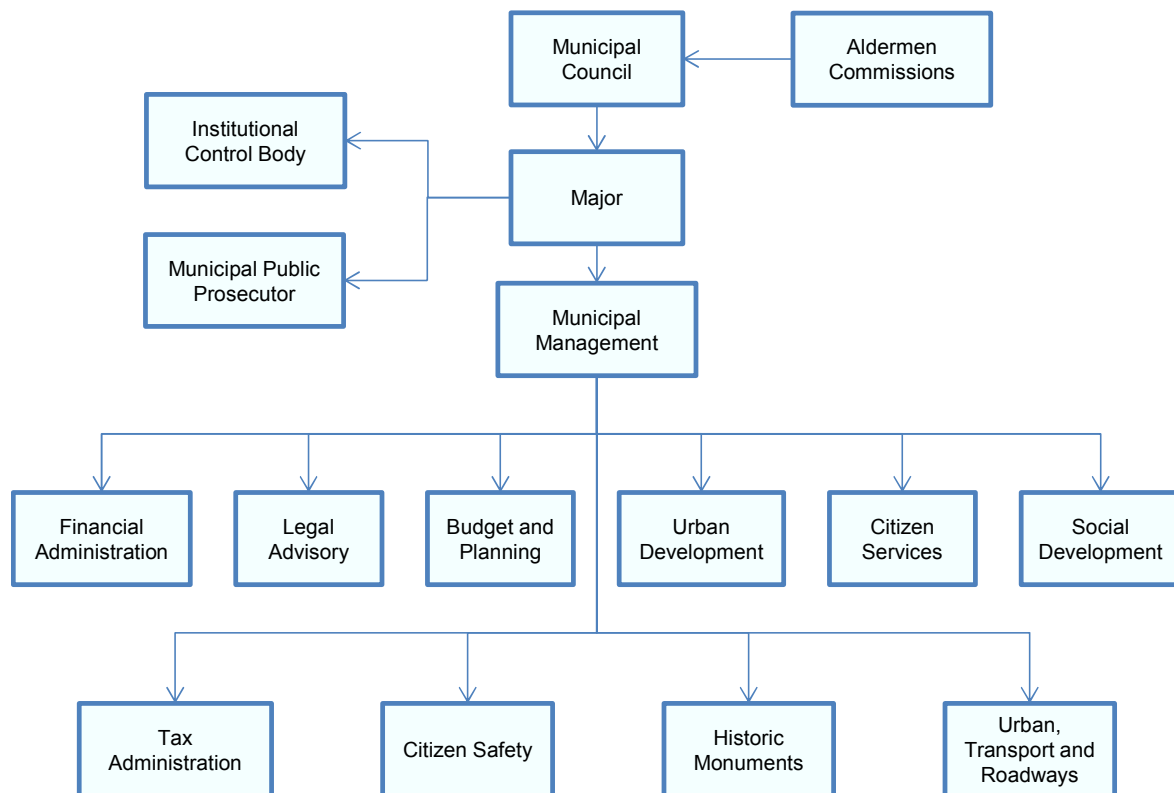 Municipal
Council
Aldermen
Commissions
Institutional
Control Body
Major
Municipal Public
Prosecutor
Municipal
Management
Financial
Administration
Legal
Advisory
Budget and
Planning
Urban
Development
Citizen
Services
Social
Development
Tax
Administration
Citizen Safety
Historic
Monuments
Urban,
Transport and
Roadways